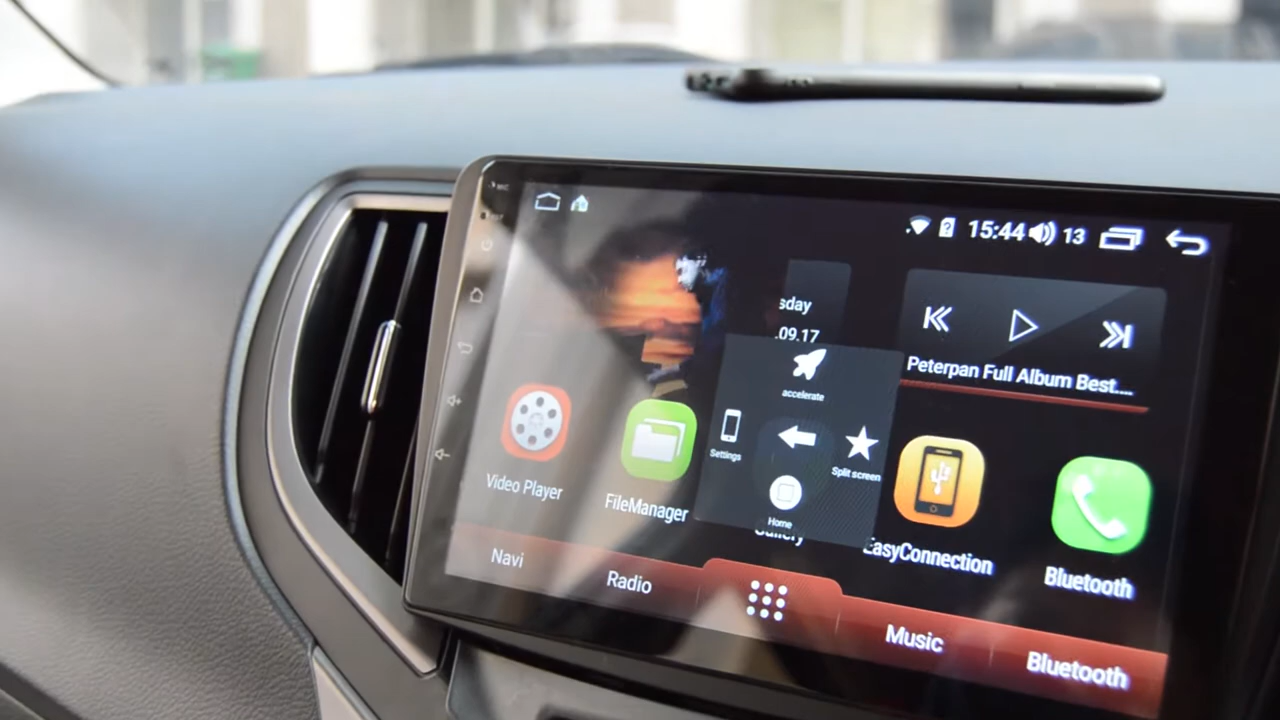 15:44 13
sday
.09.17
Peterpan Full Album Best....
accelerate
Settings
Split screen
Home
Video Player
FileManager
Gallery
EasyConnection
Bluetooth
Navi
Radio
Music
Bluetooth